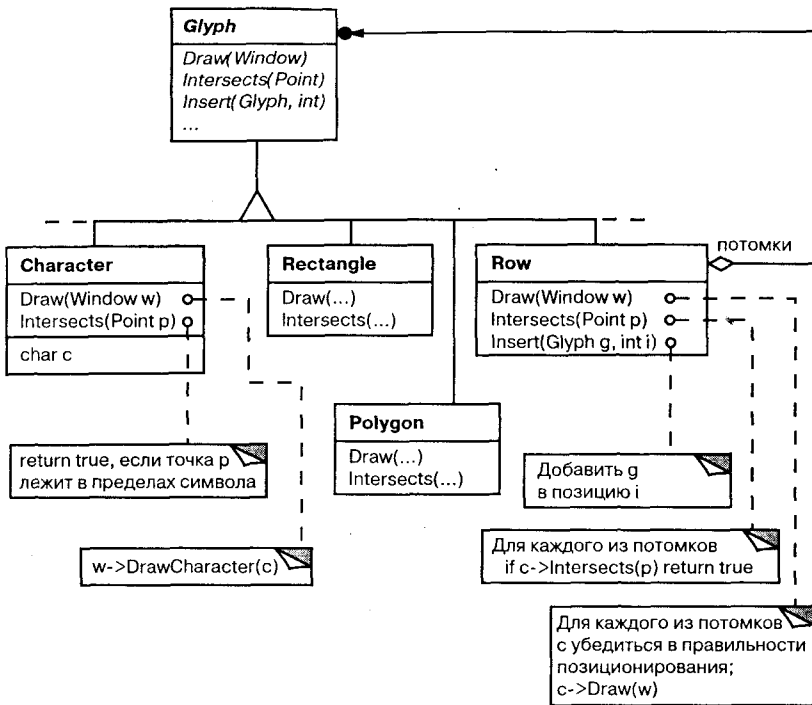 Glyph
Draw(Window)
Intersects(Point)
Insert(Glyph, int)
...
потомки
Character
Draw(Window w)
Intersects(Point p)
char c
Rectangle
Draw(...)
Intersects(...)
Row
Draw(Window w)
Intersects(Point p)
Insert(Glyph g, int i)
Polygon
Draw(...)
Intersects(...)
return true, если точка p
лежит в пределах символа
Добавить g
в позицию i
w->DrawCharacter(c)
Для каждого из потомков
if c->Intersects(p) return true
Для каждого из потомков
с убедиться в правильности
позиционирования;
c->Draw(w)